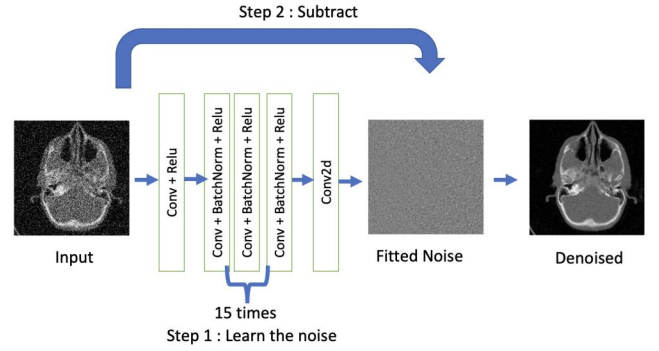 Step 2 : Subtract
Conv + Relu
Conv + BatchNorm + Relu
Conv + BatchNorm + Relu
Conv + BatchNorm + Relu
Conv2d
Input
Fitted Noise
Denoised
15 times
Step 1 : Learn the noise